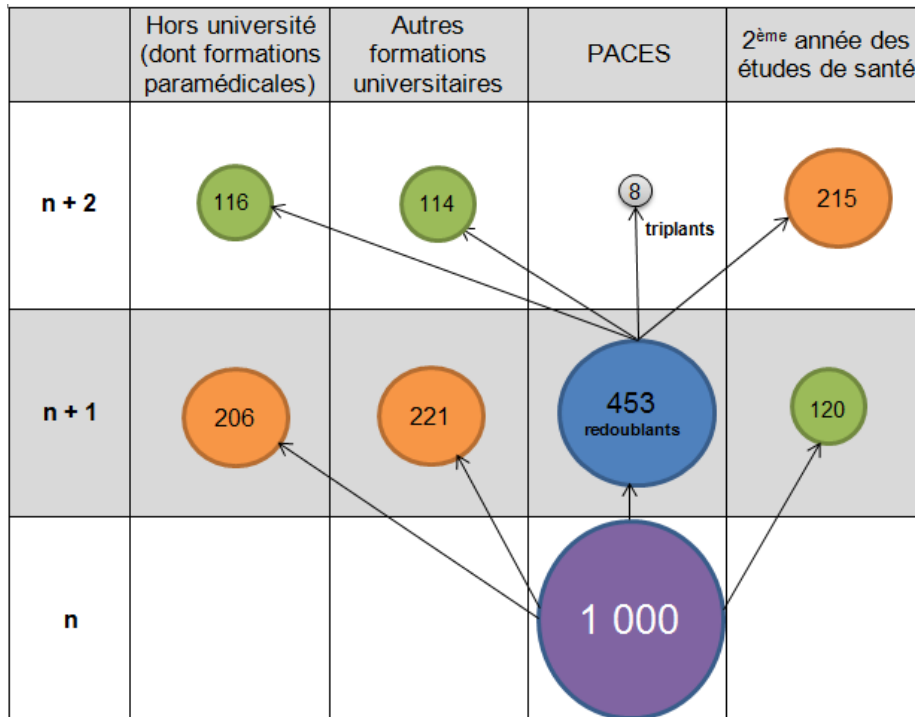 Hors université
(dont formations
paramédicales)
Autres
formations
universitaires
PACES
2ème année des
études de santé
n + 2
116
114
8
triplants
215
n + 1
206
221
453
redoublants
120
n
1 000